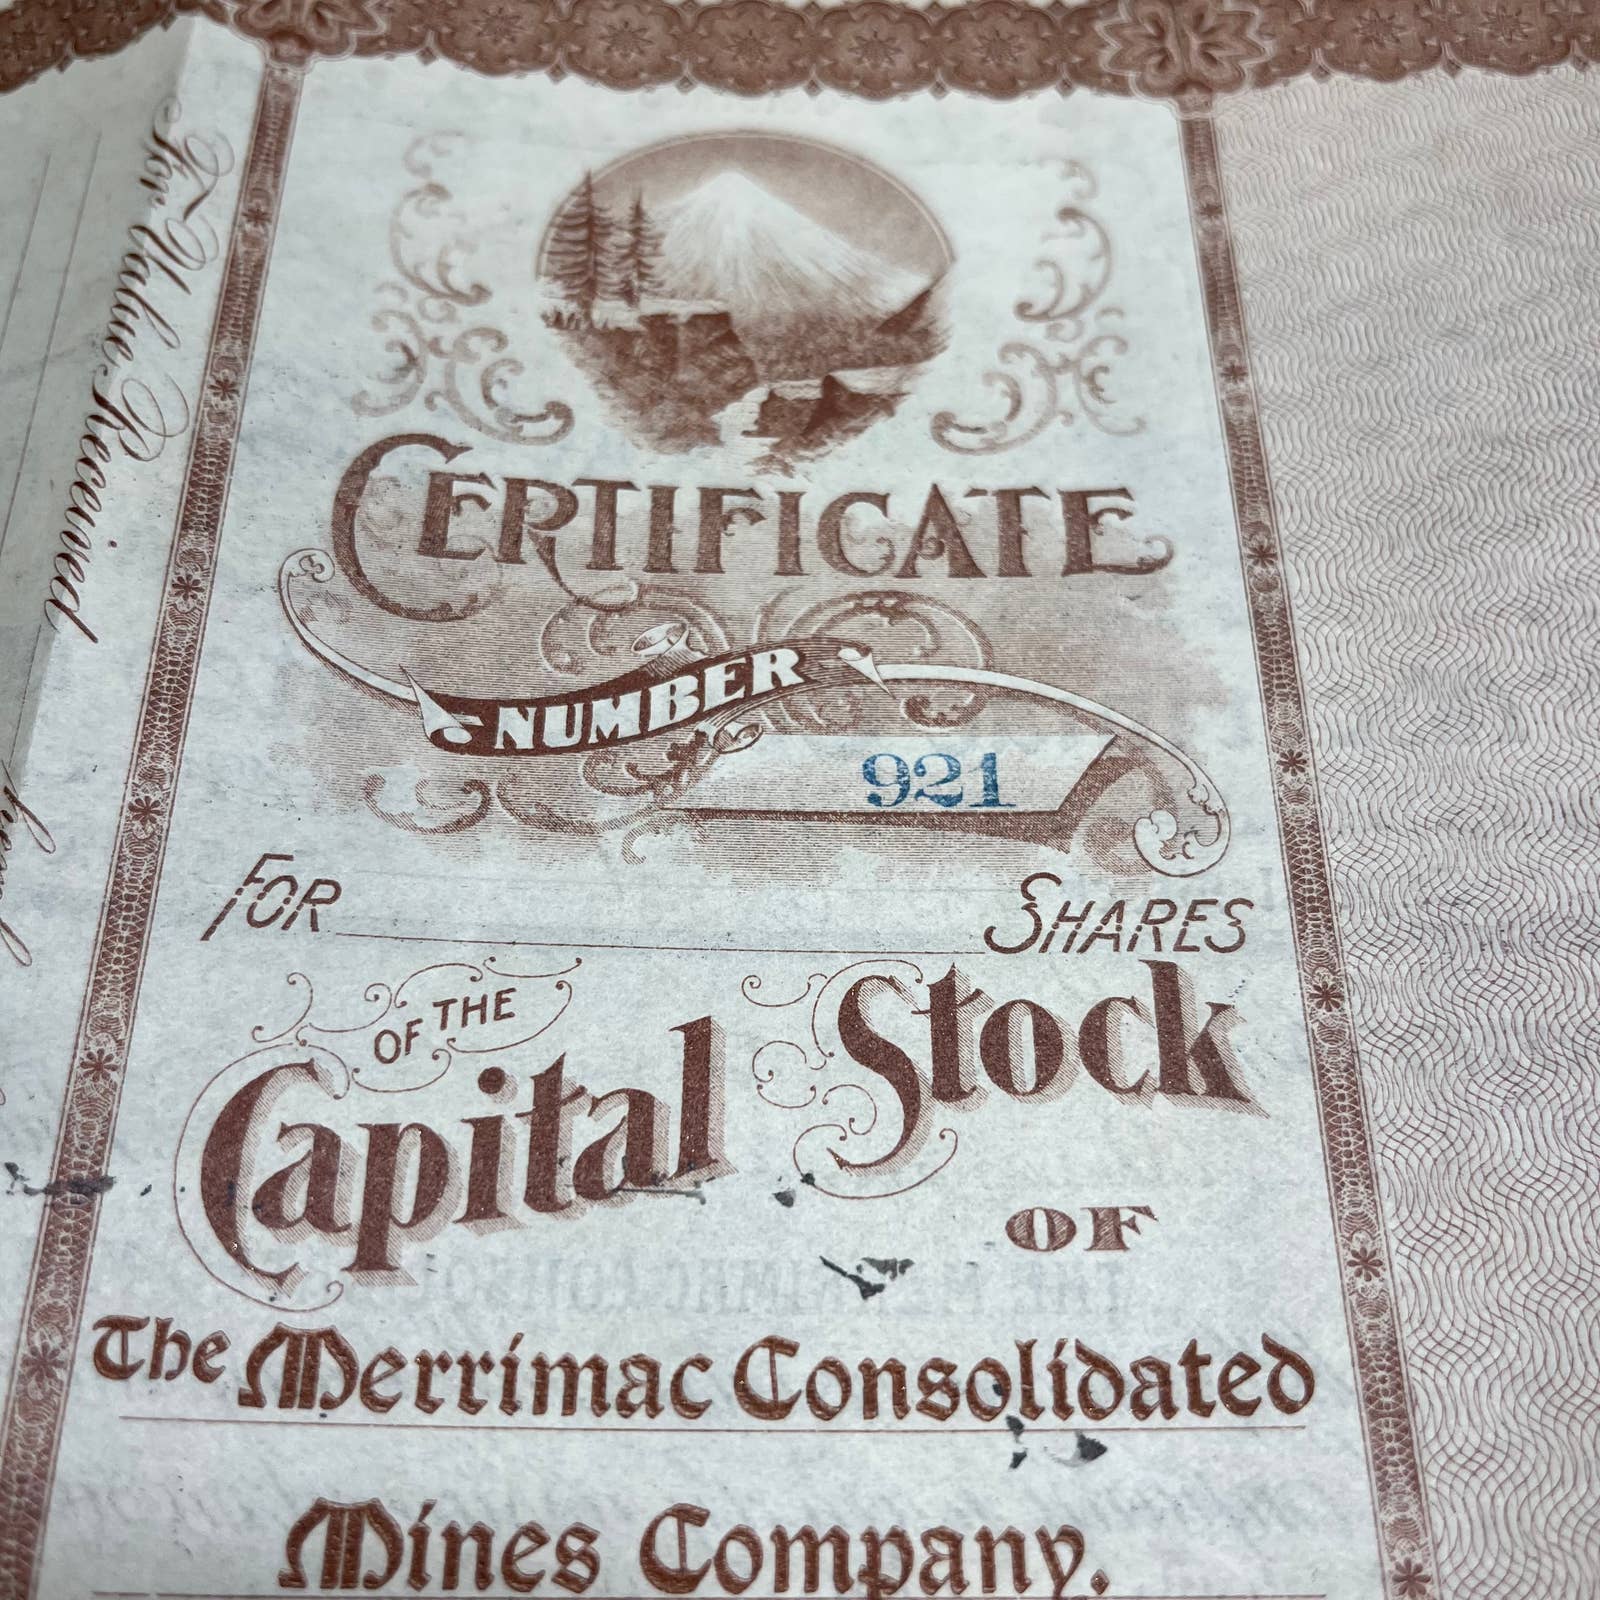 For Value Received
CERTIFICATE
NUMBER
921
FOR SHARES
OF THE
Capital Stock
OF
The Merrimac Consolidated
Mines Company.